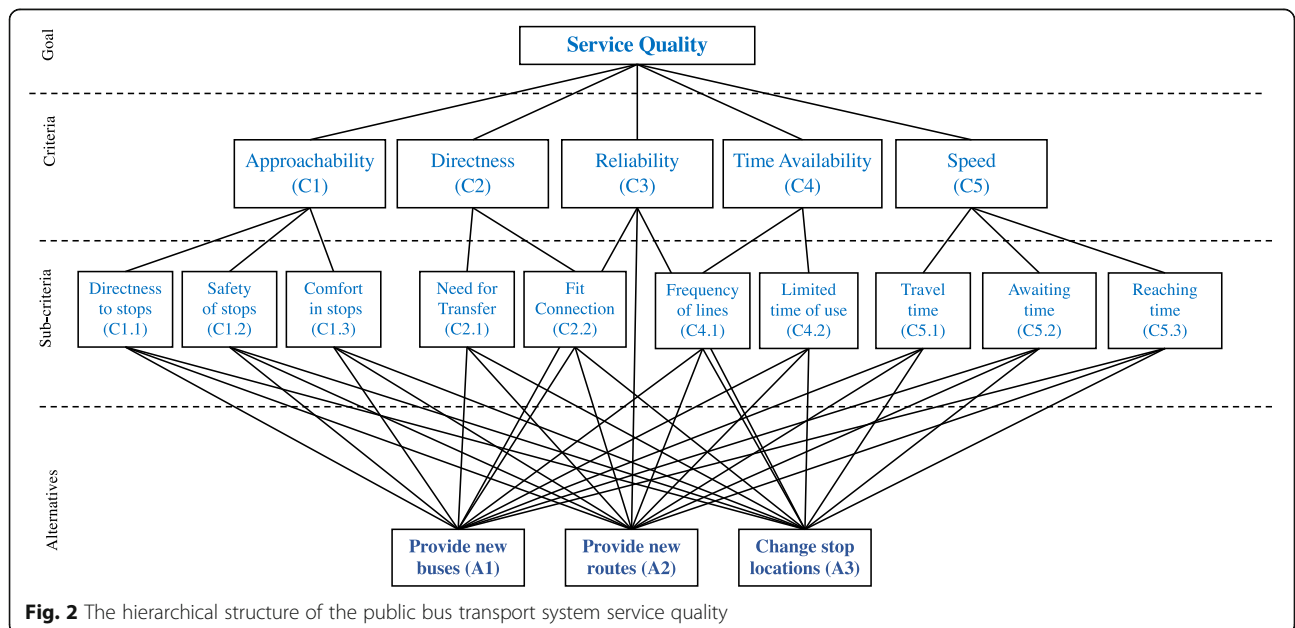 Goal
Service Quality
Criteria
Approachability
(C1)
Directness
(C2)
Reliability
(C3)
Time Availability
(C4)
Speed
(C5)
Sub-criteria
Directness
to stops
(C1.1)
Safety
of stops
(C1.2)
Comfort
in stops
(C1.3)
Need for
Transfer
(C2.1)
Fit
Connection
(C2.2)
Frequency
of lines
(C4.1)
Limited
time of use
(C4.2)
Travel
time
(C5.1)
Awaiting
time
(C5.2)
Reaching
time
(C5.3)
Alternatives
Provide new
buses (A1)
Provide new
routes (A2)
Change stop
locations (A3)
Fig. 2 The hierarchical structure of the public bus transport system service quality